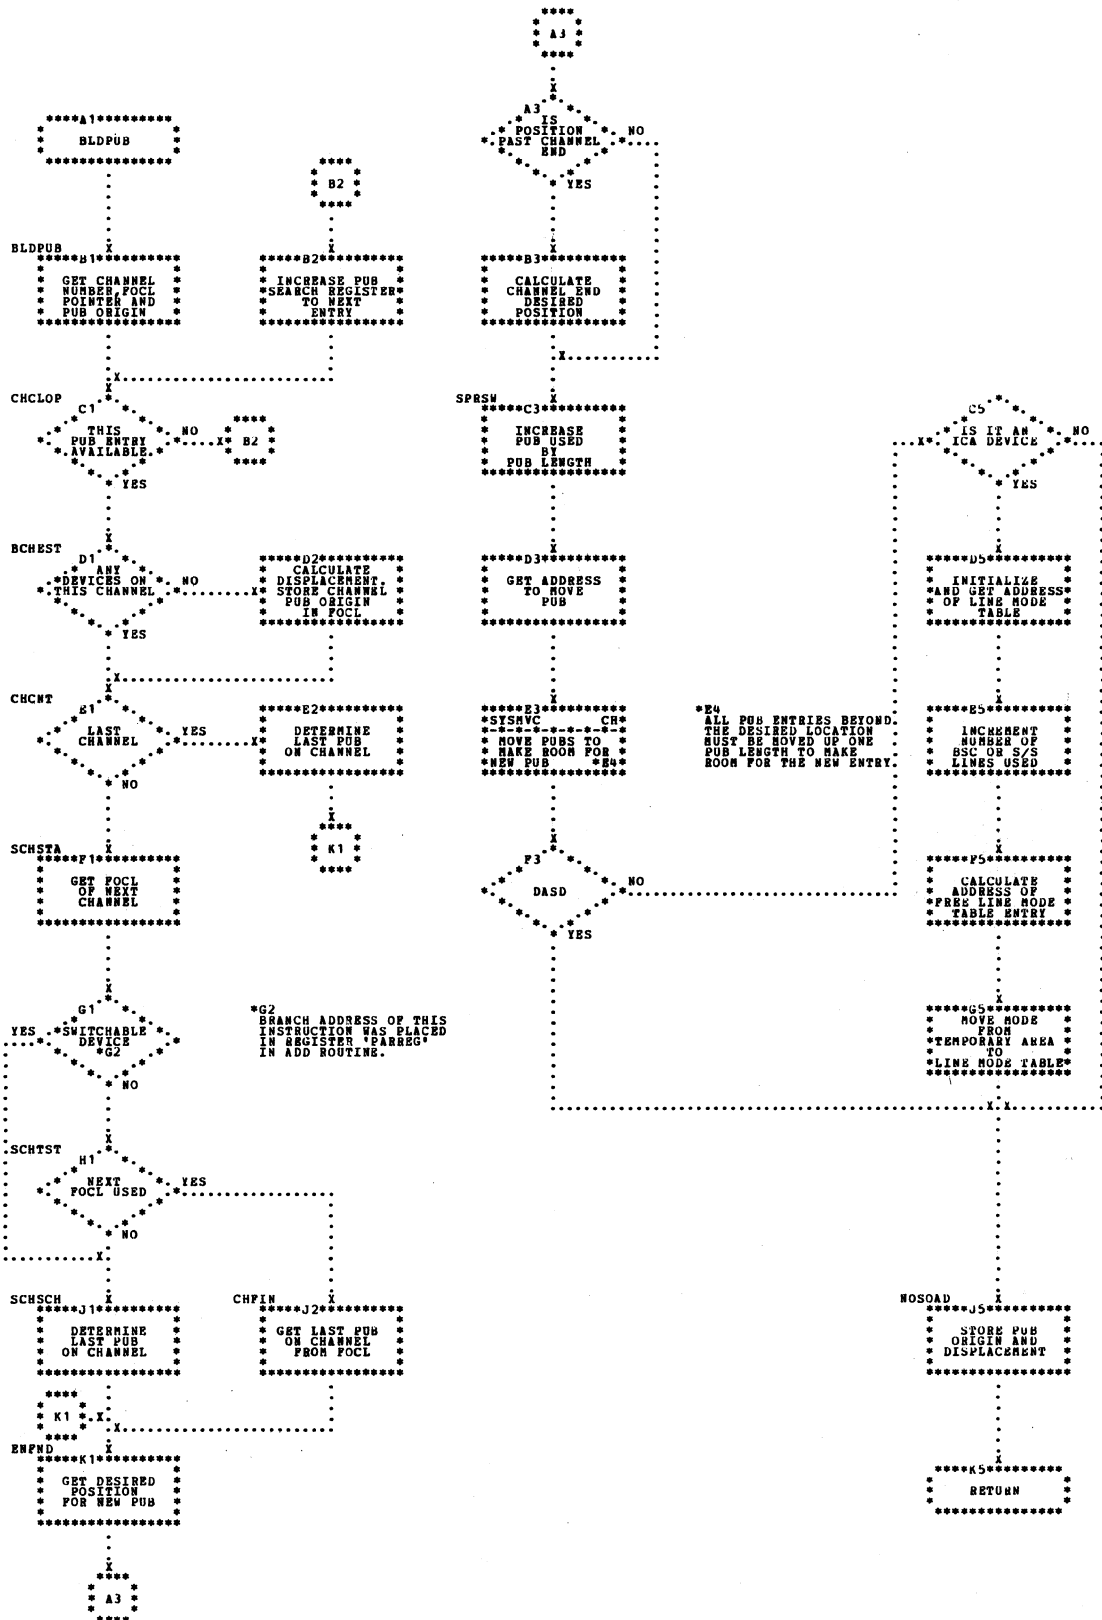 A1
BLDPUB
BLDPUB
B1
GET CHANNEL
NUMBER,FOCL
POINTER AND
PUB ORIGIN
B2
B2
INCREASE PUB
SEARCH REGISTER
TO NEXT
ENTRY
CHCLOP
C1
THIS
PUB ENTRY
AVAILABLE
NO
B2
YES
BCHEST
D1
ANY
DEVICES ON
THIS CHANNEL
NO
YES
D2
CALCULATE
DISPLACEMENT.
STORE CHANNEL
PUB ORIGIN
IN FOCL
CHCNT
E1
LAST
CHANNEL
YES
NO
E2
DETERMINE
LAST PUB
ON CHANNEL
K1
SCHSTA
F1
GET FOCL
OF NEXT
CHANNEL
G1
YES
SWITCHABLE
DEVICE
*G2
NO
*G2
BRANCH ADDRESS OF THIS
INSTRUCTION WAS PLACED
IN REGISTER 'PARREG'
IN ADD ROUTINE.
SCHTST
H1
NEXT
FOCL USED
YES
NO
SCHSCH
J1
DETERMINE
LAST PUB
ON CHANNEL
CHFIN
J2
GET LAST PUB
ON CHANNEL
FROM FOCL
K1
ENFND
K1
GET DESIRED
POSITION
FOR NEW PUB
A3
A3
A3
IS
POSITION
PAST CHANNEL
END
NO
YES
B3
CALCULATE
CHANNEL END
DESIRED
POSITION
SPRSW
C3
INCREASE
PUB USED
BY
PUB LENGTH
D3
GET ADDRESS
TO MOVE
PUB
E3
SYSMVC CH
MOVE PUBS TO
MAKE ROOM FOR
NEW PUB *E4
*E4
ALL PUB ENTRIES BEYOND
THE DESIRED LOCATION
MUST BE MOVED UP ONE
PUB LENGTH TO MAKE
ROOM FOR THE NEW ENTRY.
F3
DASD
NO
YES
C5
IS IT AN
ICA DEVICE
NO
YES
D5
INITIALIZE
AND GET ADDRESS
OF LINE MODE
TABLE
E5
INCREMENT
NUMBER OF
BSC OR S/S
LINES USED
F5
CALCULATE
ADDRESS OF
FREE LINE MODE
TABLE ENTRY
G5
MOVE MODE
FROM
TEMPORARY AREA
TO
LINE MODE TABLE
NOSOAD
J5
STORE PUB
ORIGIN AND
DISPLACEMENT
K5
RETURN